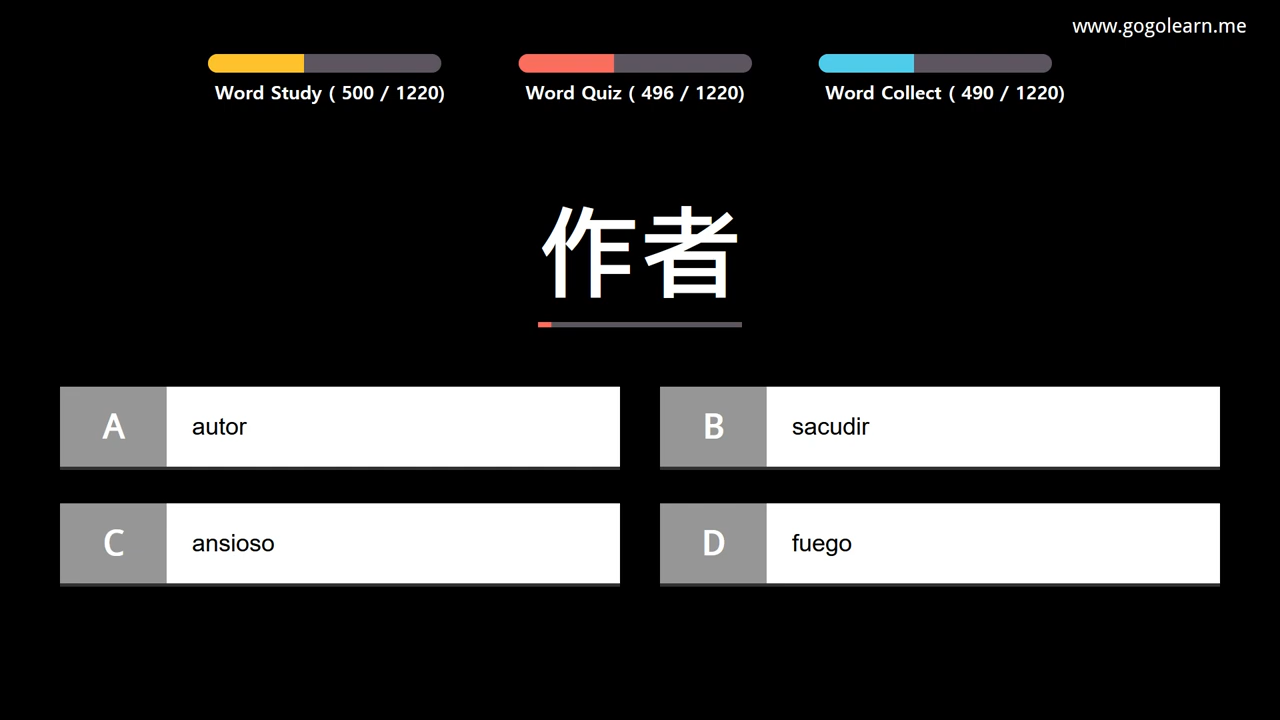 www.gogolearn.me
Word Study ( 500 / 1220)
Word Quiz ( 496 / 1220)
Word Collect ( 490 / 1220)
作者
A autor
B sacudir
C ansioso
D fuego